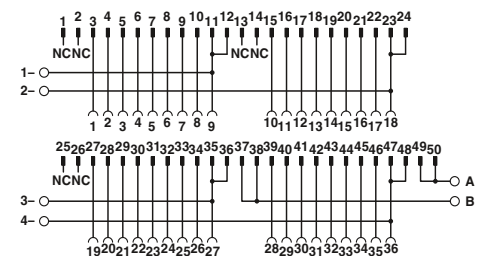 1 2 3 4 5 6 7 8 9 10 11 12 13 14 15 16 17 18 19 20 21 22 23 24
NC NC NC NC
1–
2–
1 2 3 4 5 6 7 8 9 10 11 12 13 14 15 16 17 18
25 26 27 28 29 30 31 32 33 34 35 36 37 38 39 40 41 42 43 44 45 46 47 48 49 50
NC NC
A
3– B
4–
19 20 21 22 23 24 25 26 27 28 29 30 31 32 33 34 35 36